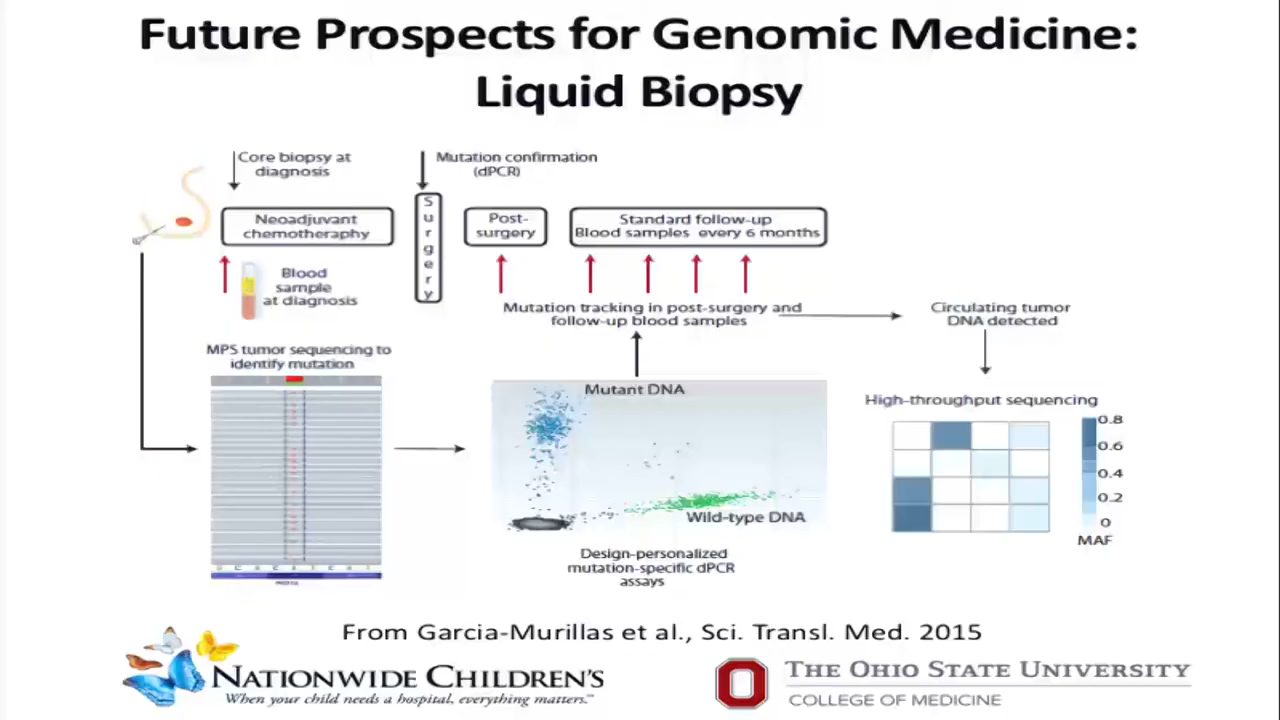 Future Prospects for Genomic Medicine:
Liquid Biopsy
Core biopsy at
diagnosis
Mutation confirmation
(dPCR)
Neoadjuvant
chemotheraphy
Surgery
Post-
surgery
Standard follow-up
Blood samples every 6 months
Blood
sample
at diagnosis
Mutation tracking in post-surgery and
follow-up blood samples
Circulating tumor
DNA detected
MPS tumor sequencing to
identify mutation
Mutant DNA
Wild-type DNA
Design-personalized
mutation-specific dPCR
assays
High-throughput sequencing
0.8
0.6
0.4
0.2
0
MAF
From Garcia-Murillas et al., Sci. Transl. Med. 2015
NATIONWIDE CHILDREN'S
When your child needs a hospital, everything matters.™
THE OHIO STATE UNIVERSITY
COLLEGE OF MEDICINE